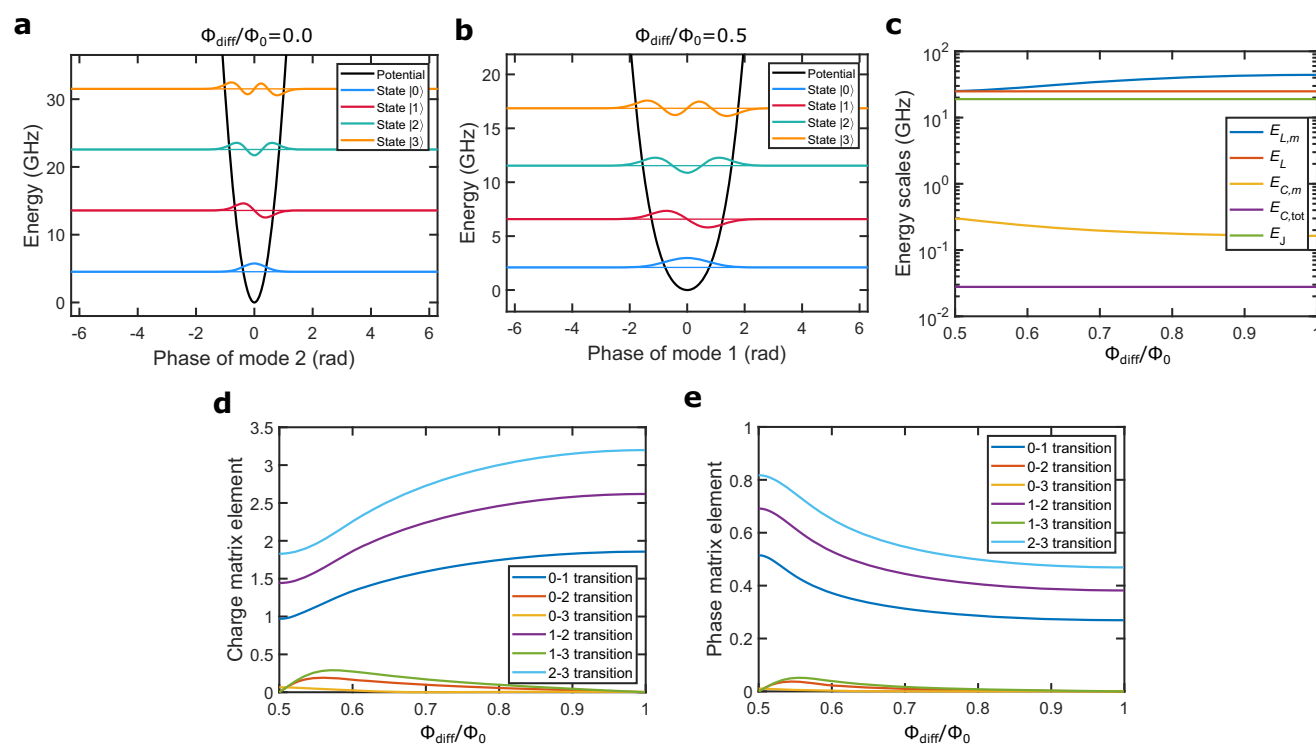 a
Φdiff/Φ0=0.0
Energy (GHz)
30
20
10
0
-6
-4
-2
0
2
4
6
Phase of mode 2 (rad)
Potential
State |0⟩
State |1⟩
State |2⟩
State |3⟩
b
Φdiff/Φ0=0.5
Energy (GHz)
20
15
10
5
0
-6
-4
-2
0
2
4
6
Phase of mode 1 (rad)
Potential
State |0⟩
State |1⟩
State |2⟩
State |3⟩
c
Energy scales (GHz)
10^2
10^1
10^0
10^-1
10^-2
0.5
0.6
0.7
0.8
0.9
1
Φdiff/Φ0
EL,m
EL
EC,m
EC,tot
EJ
d
Charge matrix element
3.5
3
2.5
2
1.5
1
0.5
0
0.5
0.6
0.7
0.8
0.9
1
Φdiff/Φ0
0-1 transition
0-2 transition
0-3 transition
1-2 transition
1-3 transition
2-3 transition
e
Phase matrix element
1
0.8
0.6
0.4
0.2
0
0.5
0.6
0.7
0.8
0.9
1
Φdiff/Φ0
0-1 transition
0-2 transition
0-3 transition
1-2 transition
1-3 transition
2-3 transition